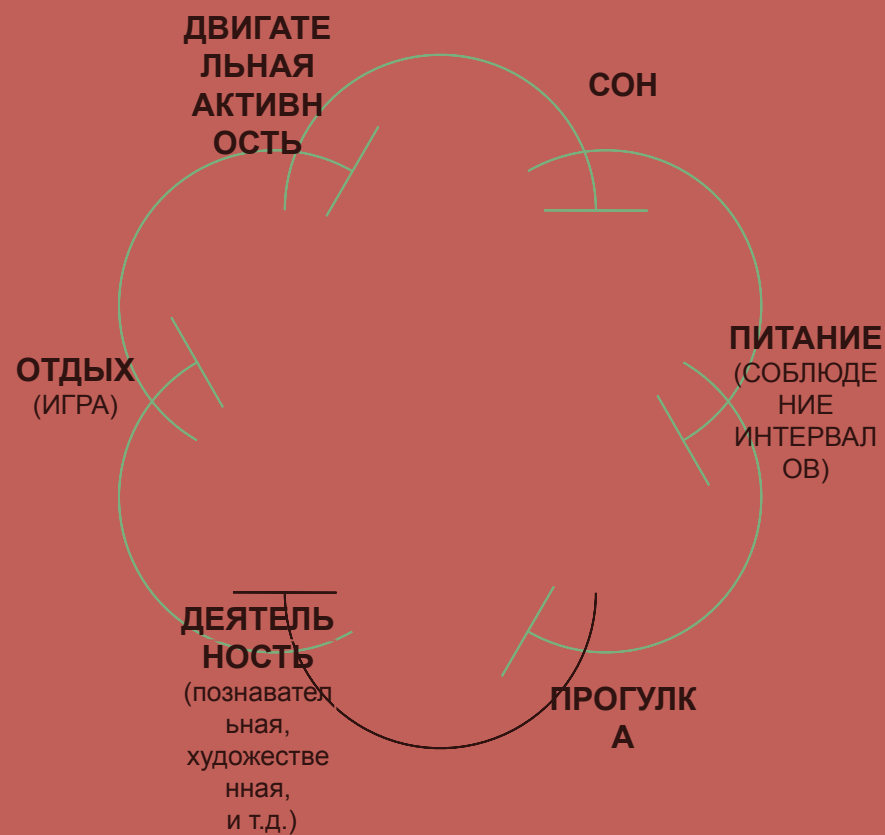 ДВИГАТЕ
ЛЬНАЯ
АКТИВН
ОСТЬ
СОН
ПИТАНИЕ
(СОБЛЮДЕ
НИЕ
ИНТЕРВАЛ
ОВ)
ПРОГУЛК
А
ДЕЯТЕЛЬ
НОСТЬ
(познавател
ьная,
художестве
нная,
и т.д.)
ОТДЫХ
(ИГРА)